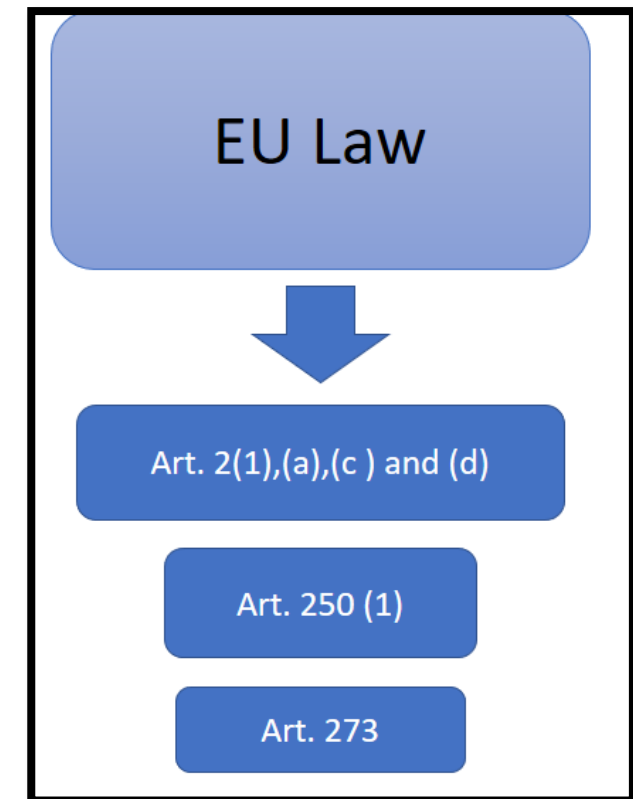 EU Law
Art. 2(1),(a),(c ) and (d)
Art. 250 (1)
Art. 273